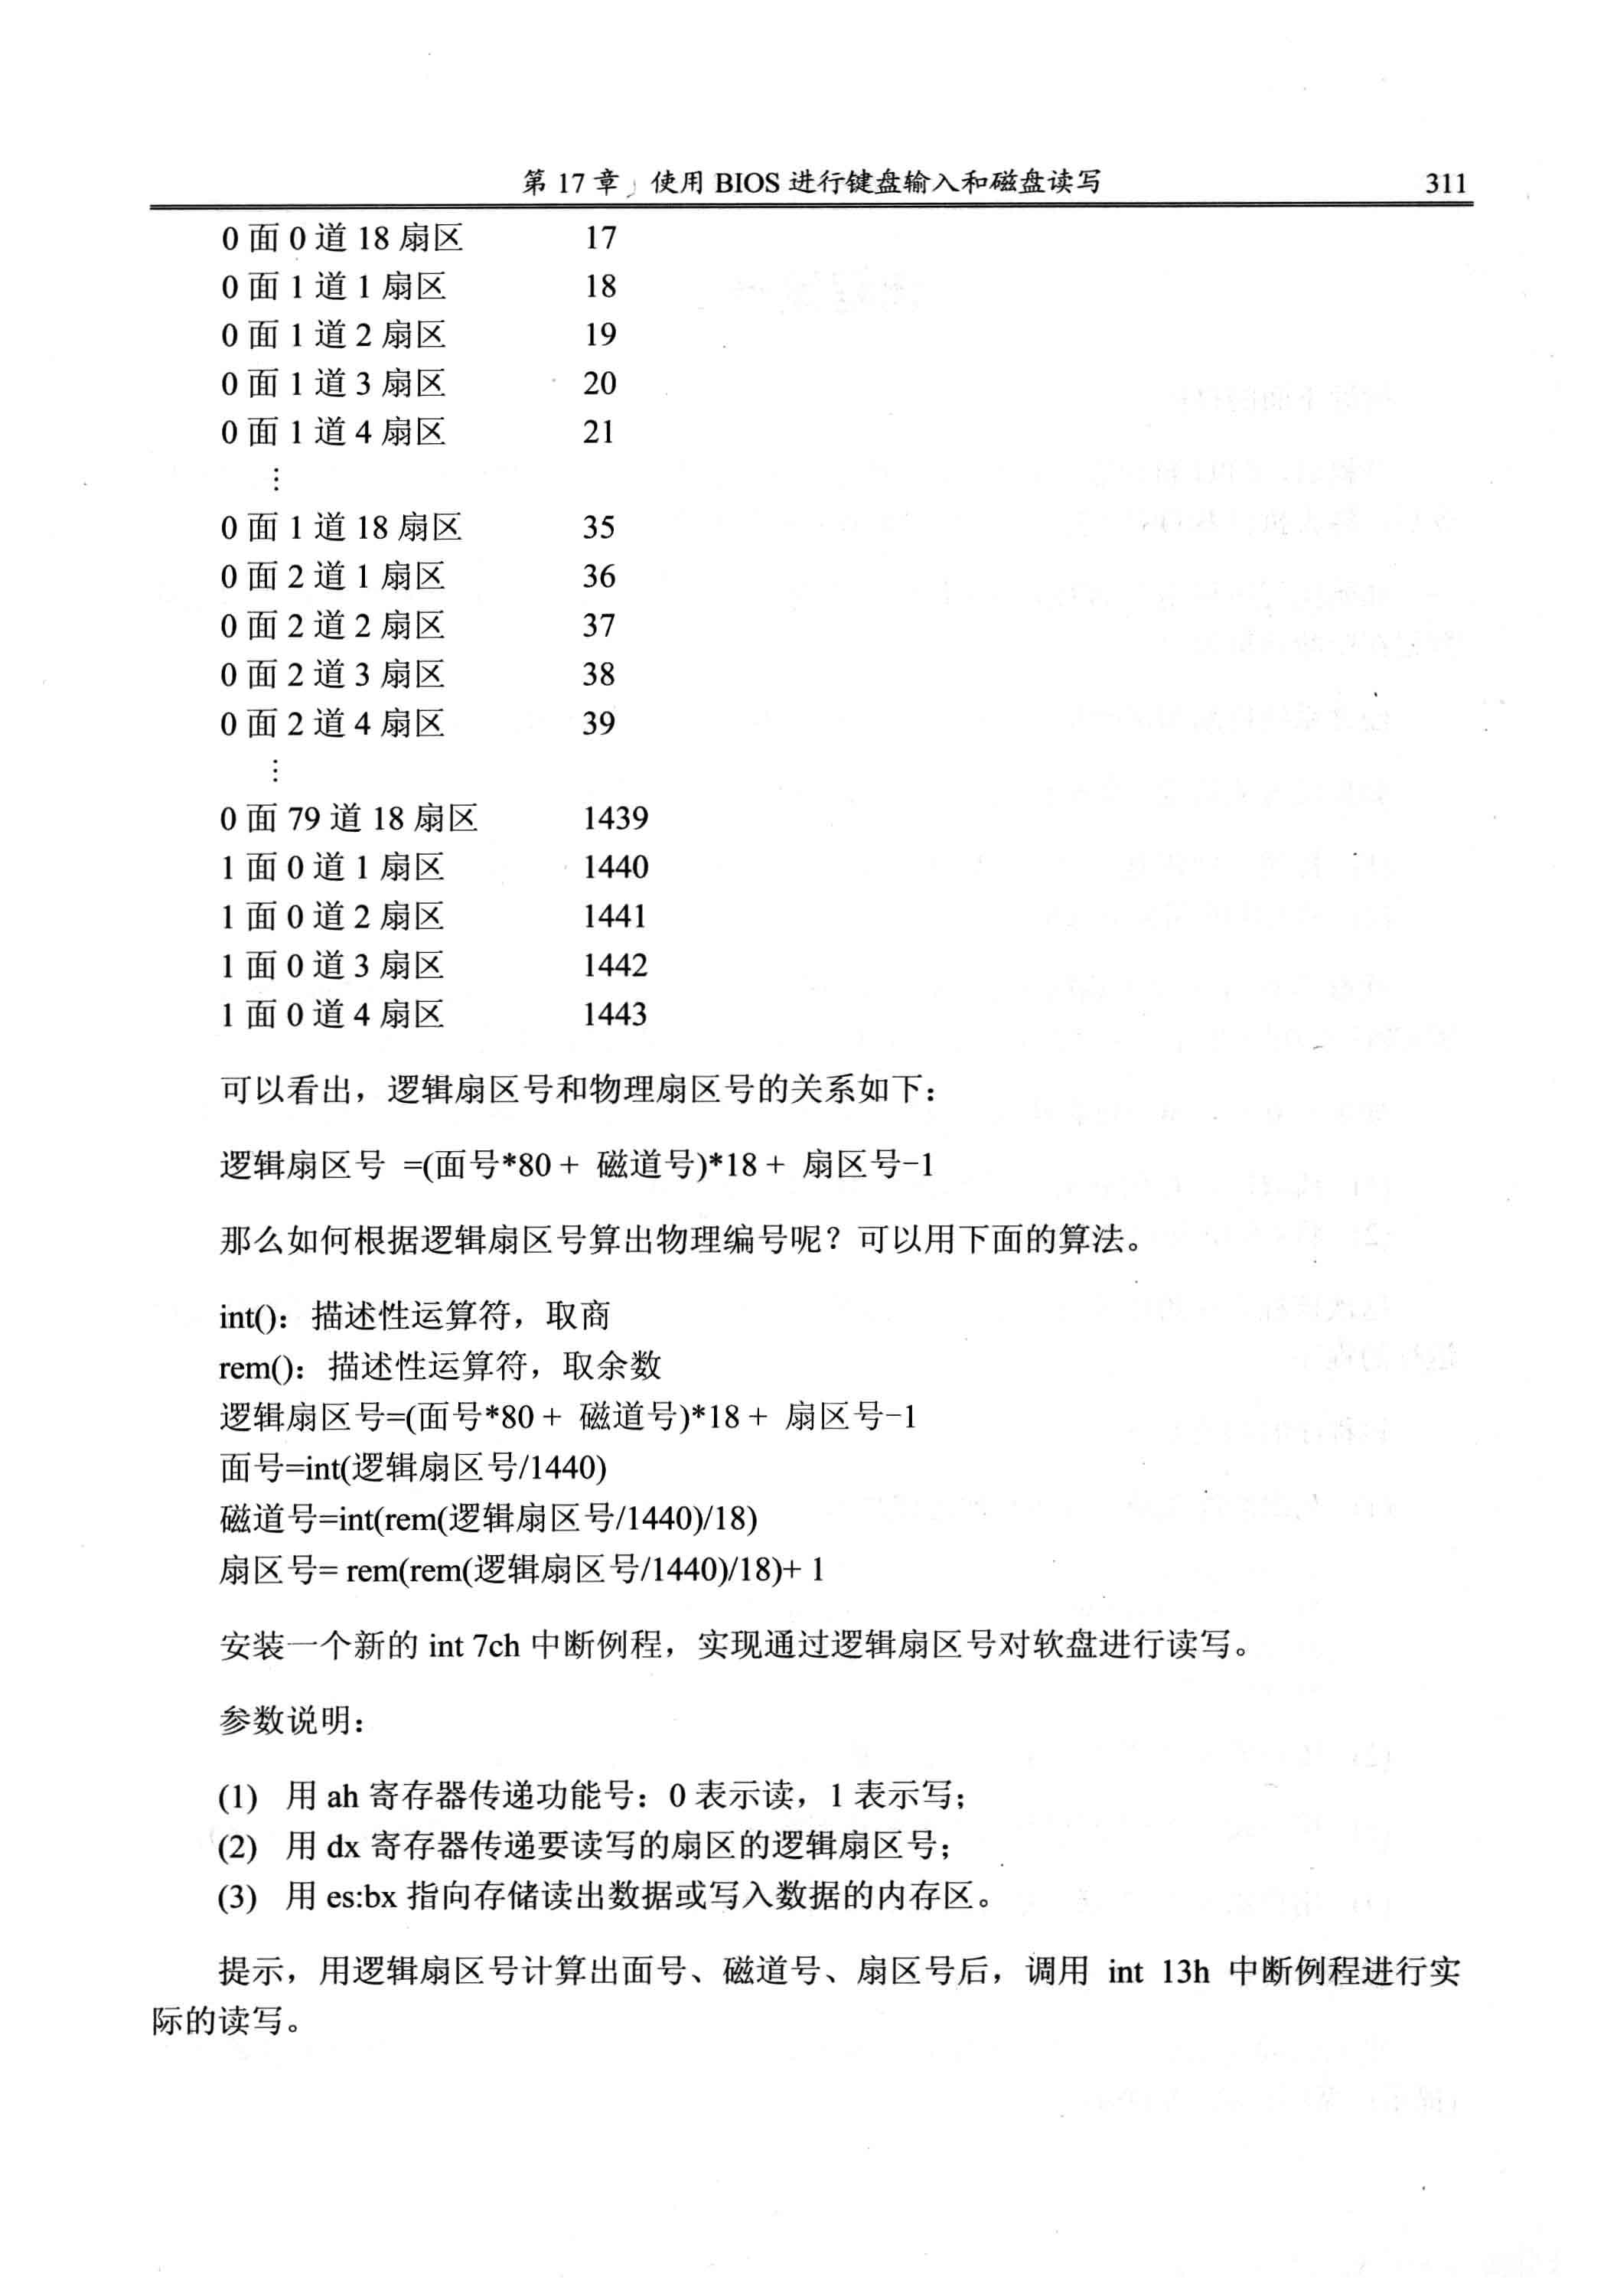 第 17 章 使用 BIOS 进行键盘输入和磁盘读写 311
0 面 0 道 18 扇区 17
0 面 1 道 1 扇区 18
0 面 1 道 2 扇区 19
0 面 1 道 3 扇区 20
0 面 1 道 4 扇区 21
⋮
0 面 1 道 18 扇区 35
0 面 2 道 1 扇区 36
0 面 2 道 2 扇区 37
0 面 2 道 3 扇区 38
0 面 2 道 4 扇区 39
⋮
0 面 79 道 18 扇区 1439
1 面 0 道 1 扇区 1440
1 面 0 道 2 扇区 1441
1 面 0 道 3 扇区 1442
1 面 0 道 4 扇区 1443
可以看出，逻辑扇区号和物理扇区号的关系如下：
逻辑扇区号 =(面号*80 + 磁道号)*18 + 扇区号-1
那么如何根据逻辑扇区号算出物理编号呢？可以用下面的算法。
int()：描述性运算符，取商
rem()：描述性运算符，取余数
逻辑扇区号=(面号*80 + 磁道号)*18 + 扇区号-1
面号=int(逻辑扇区号/1440)
磁道号=int(rem(逻辑扇区号/1440)/18)
扇区号= rem(rem(逻辑扇区号/1440)/18)+ 1
安装一个新的 int 7ch 中断例程，实现通过逻辑扇区号对软盘进行读写。
参数说明：
(1) 用 ah 寄存器传递功能号：0 表示读，1 表示写；
(2) 用 dx 寄存器传递要读写的扇区的逻辑扇区号；
(3) 用 es:bx 指向存储读出数据或写入数据的内存区。
提示，用逻辑扇区号计算出面号、磁道号、扇区号后，调用 int 13h 中断例程进行实
际的读写。